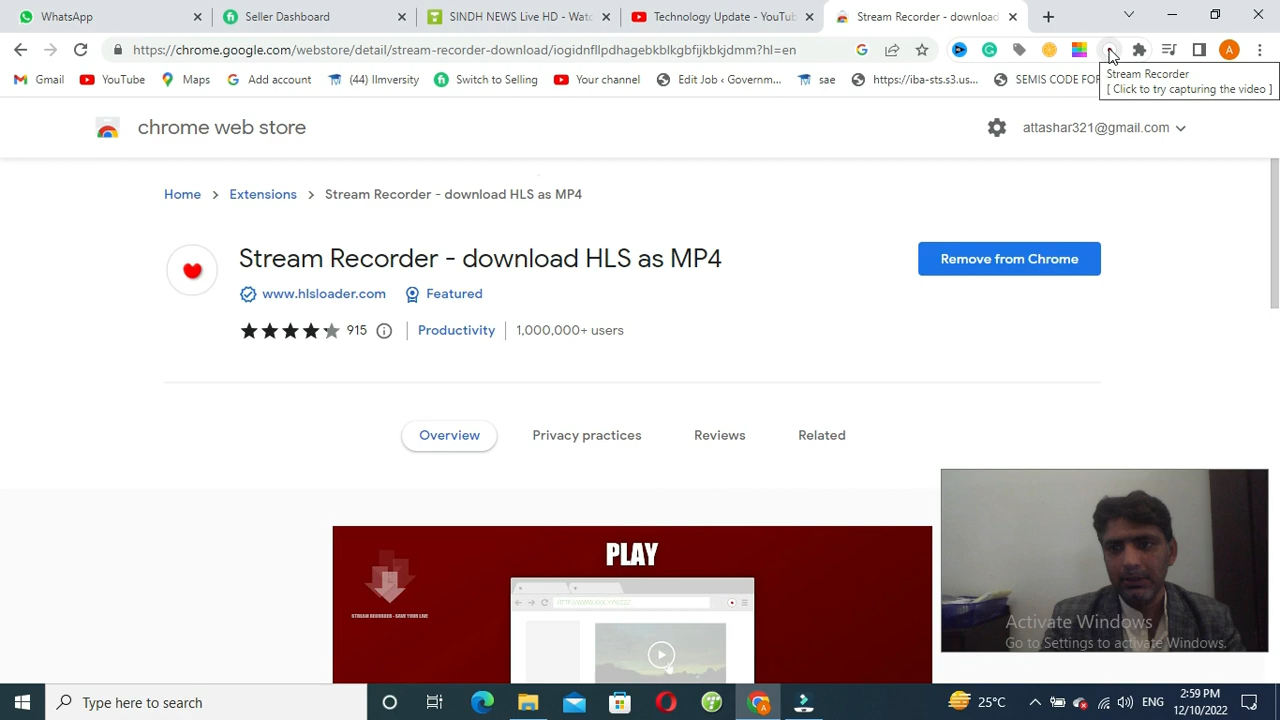 WhatsApp
Seller Dashboard
SINDH NEWS Live HD - Wat
Technology Update - YouTub
Stream Recorder - download
https://chrome.google.com/webstore/detail/stream-recorder-download/iogidnfllpdhagebkblkgbfijkbkjdmm?hl=en
Stream Recorder
[ Click to try capturing the video ]
Gmail
YouTube
Maps
Add account
(44) IImversity
Switch to Selling
Your channel
Edit Job - Governm...
sae
https://iba-sts.s3.us...
SEMIS CODE FOR
chrome web store
attashar321@gmail.com
Home > Extensions > Stream Recorder - download HLS as MP4
Stream Recorder - download HLS as MP4
Remove from Chrome
www.hlsloader.com
Featured
915
Productivity
1,000,000+ users
Overview
Privacy practices
Reviews
Related
PLAY
STREAM RECORDER - SAVE YOUR LIVE
Activate Windows
Go to Settings to activate Windows.
Type here to search
25°C
ENG
2:59 PM
12/10/2022